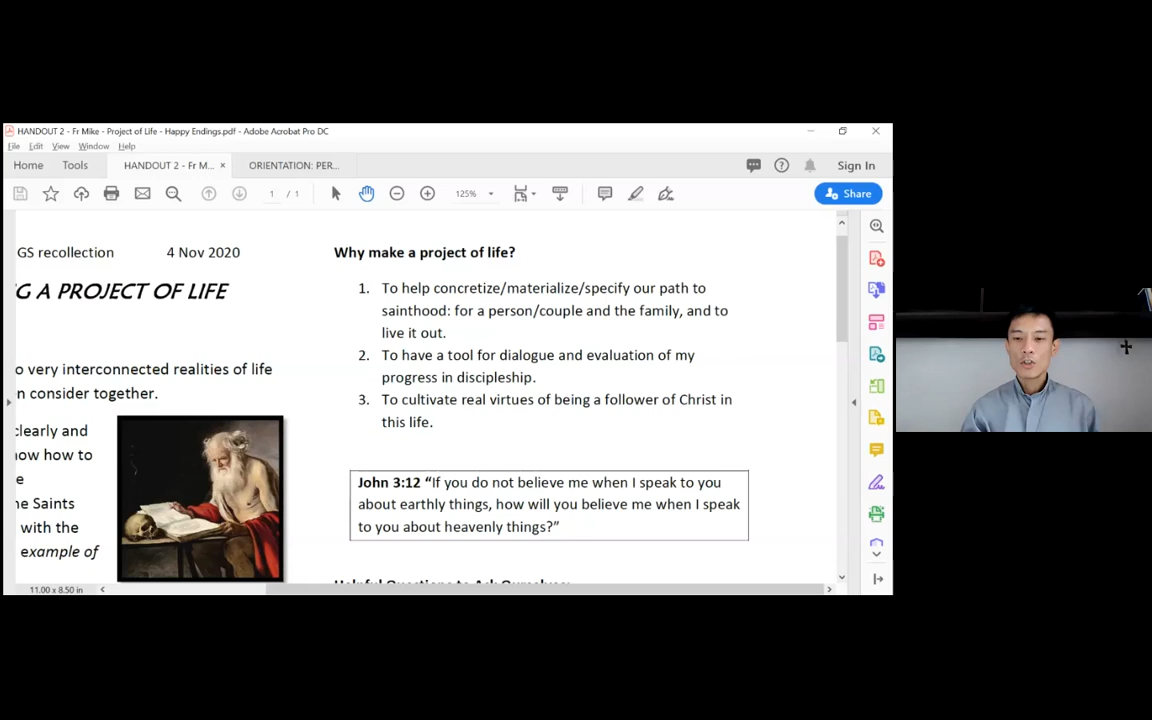 HANDOUT 2 - Fr Mike - Project of Life - Happy Endings.pdf - Adobe Acrobat Pro DC
File Edit View Window Help
Home Tools HANDOUT 2 - Fr M... × ORIENTATION: PER... Sign In
1 / 1 125% Share
GS recollection 4 Nov 2020
G A PROJECT OF LIFE
o very interconnected realities of life
n consider together.
clearly and
now how to
e
he Saints
with the
example of
Why make a project of life?
1. To help concretize/materialize/specify our path to
sainthood: for a person/couple and the family, and to
live it out.
2. To have a tool for dialogue and evaluation of my
progress in discipleship.
3. To cultivate real virtues of being a follower of Christ in
this life.
John 3:12 “If you do not believe me when I speak to you
about earthly things, how will you believe me when I speak
to you about heavenly things?”
Helpful Questions to Ask Ourselves:
11.00 x 8.50 in